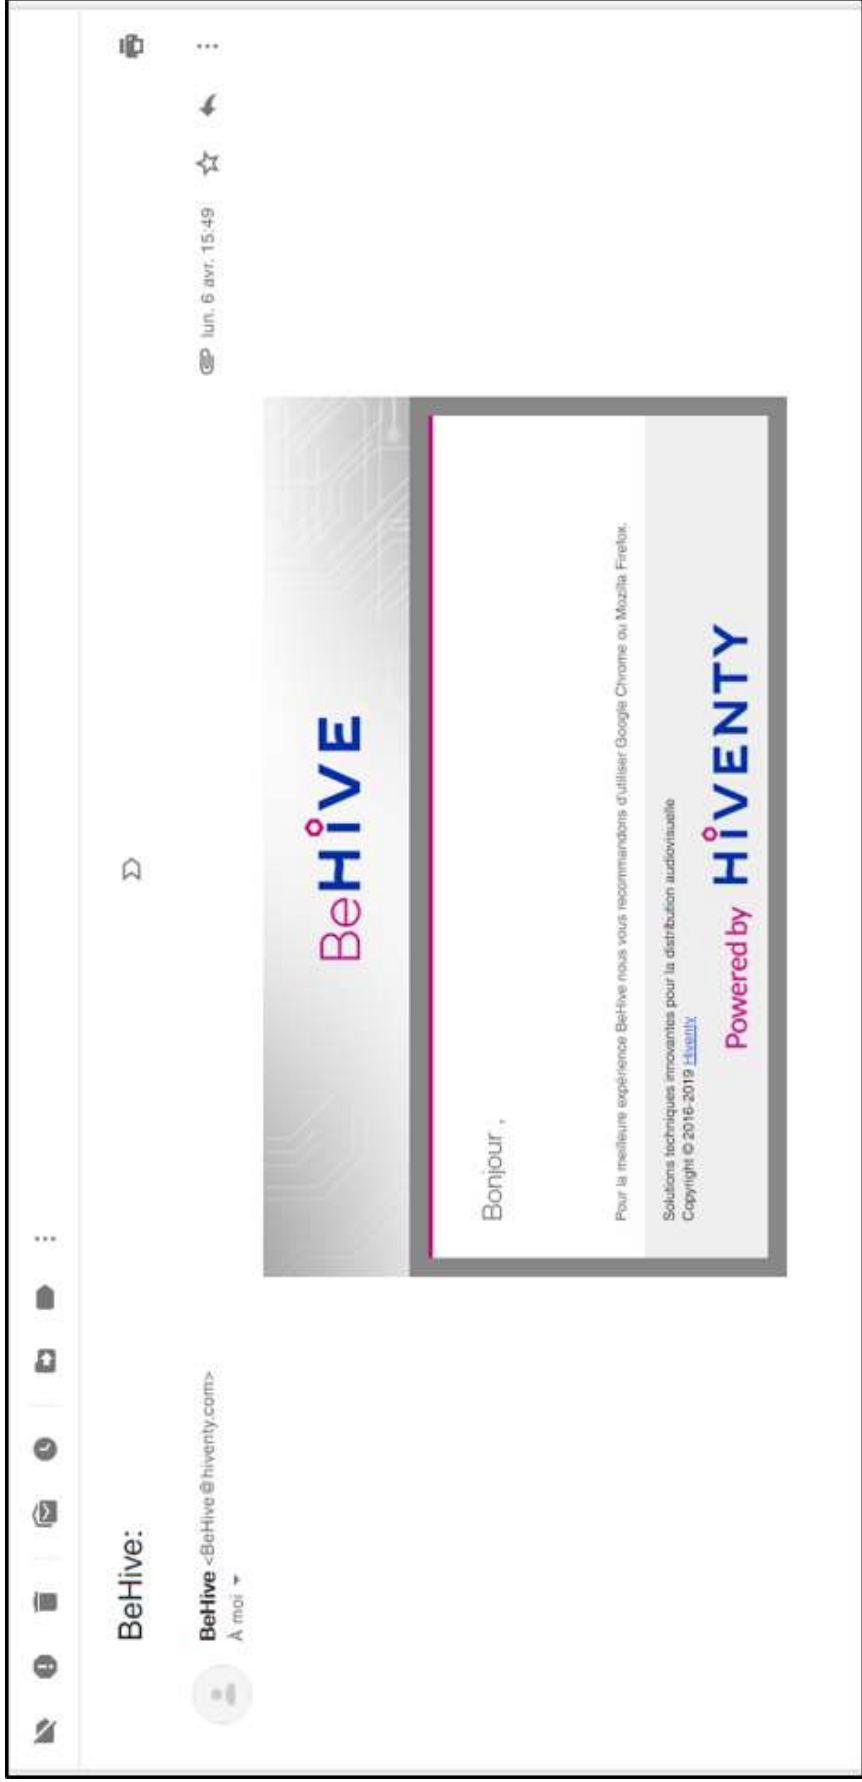 BeHive:
BeHive <BeHive@hiventy.com>
lun. 6 avr. 15:49
À moi
BeHiVE
Bonjour ,
Pour la meilleure expérience BeHive nous vous recommandons d'utiliser Google Chrome ou Mozilla Firefox.
Solutions techniques innovantes pour la distribution audiovisuelle
Copyright © 2016-2019 Hiventy
Powered by HiVENTY